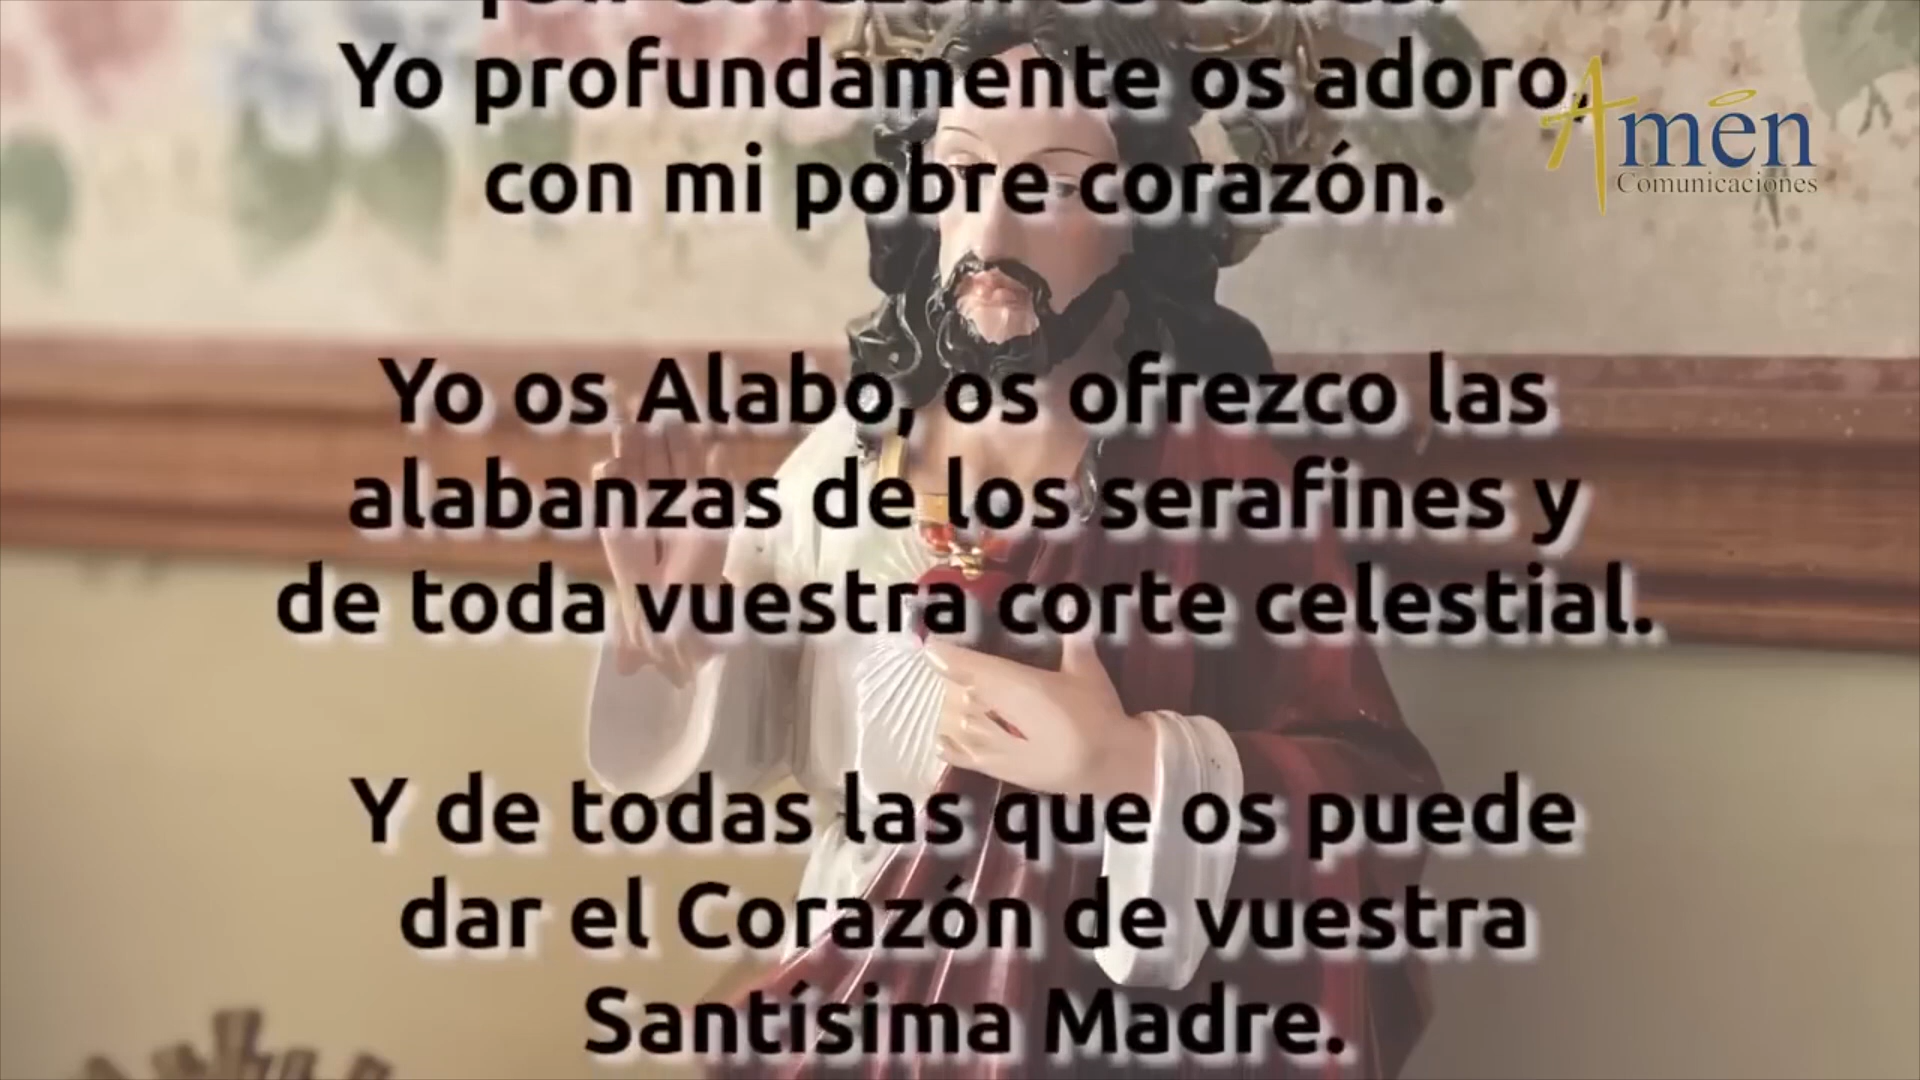 Yo profundamente os adoro,
con mi pobre corazón.
Yo os Alabo, os ofrezco las
alabanzas de los serafines y
de toda vuestra corte celestial.
Y de todas las que os puede
dar el Corazón de vuestra
Santísima Madre.
Amén
Comunicaciones